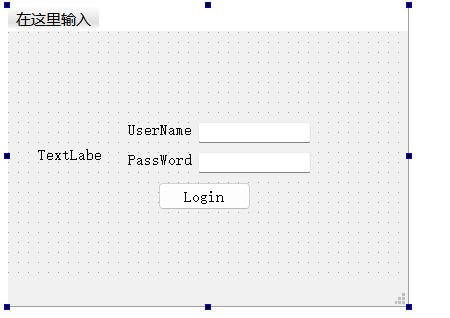 在这里输入
UserName
TextLabe
PassWord
Login